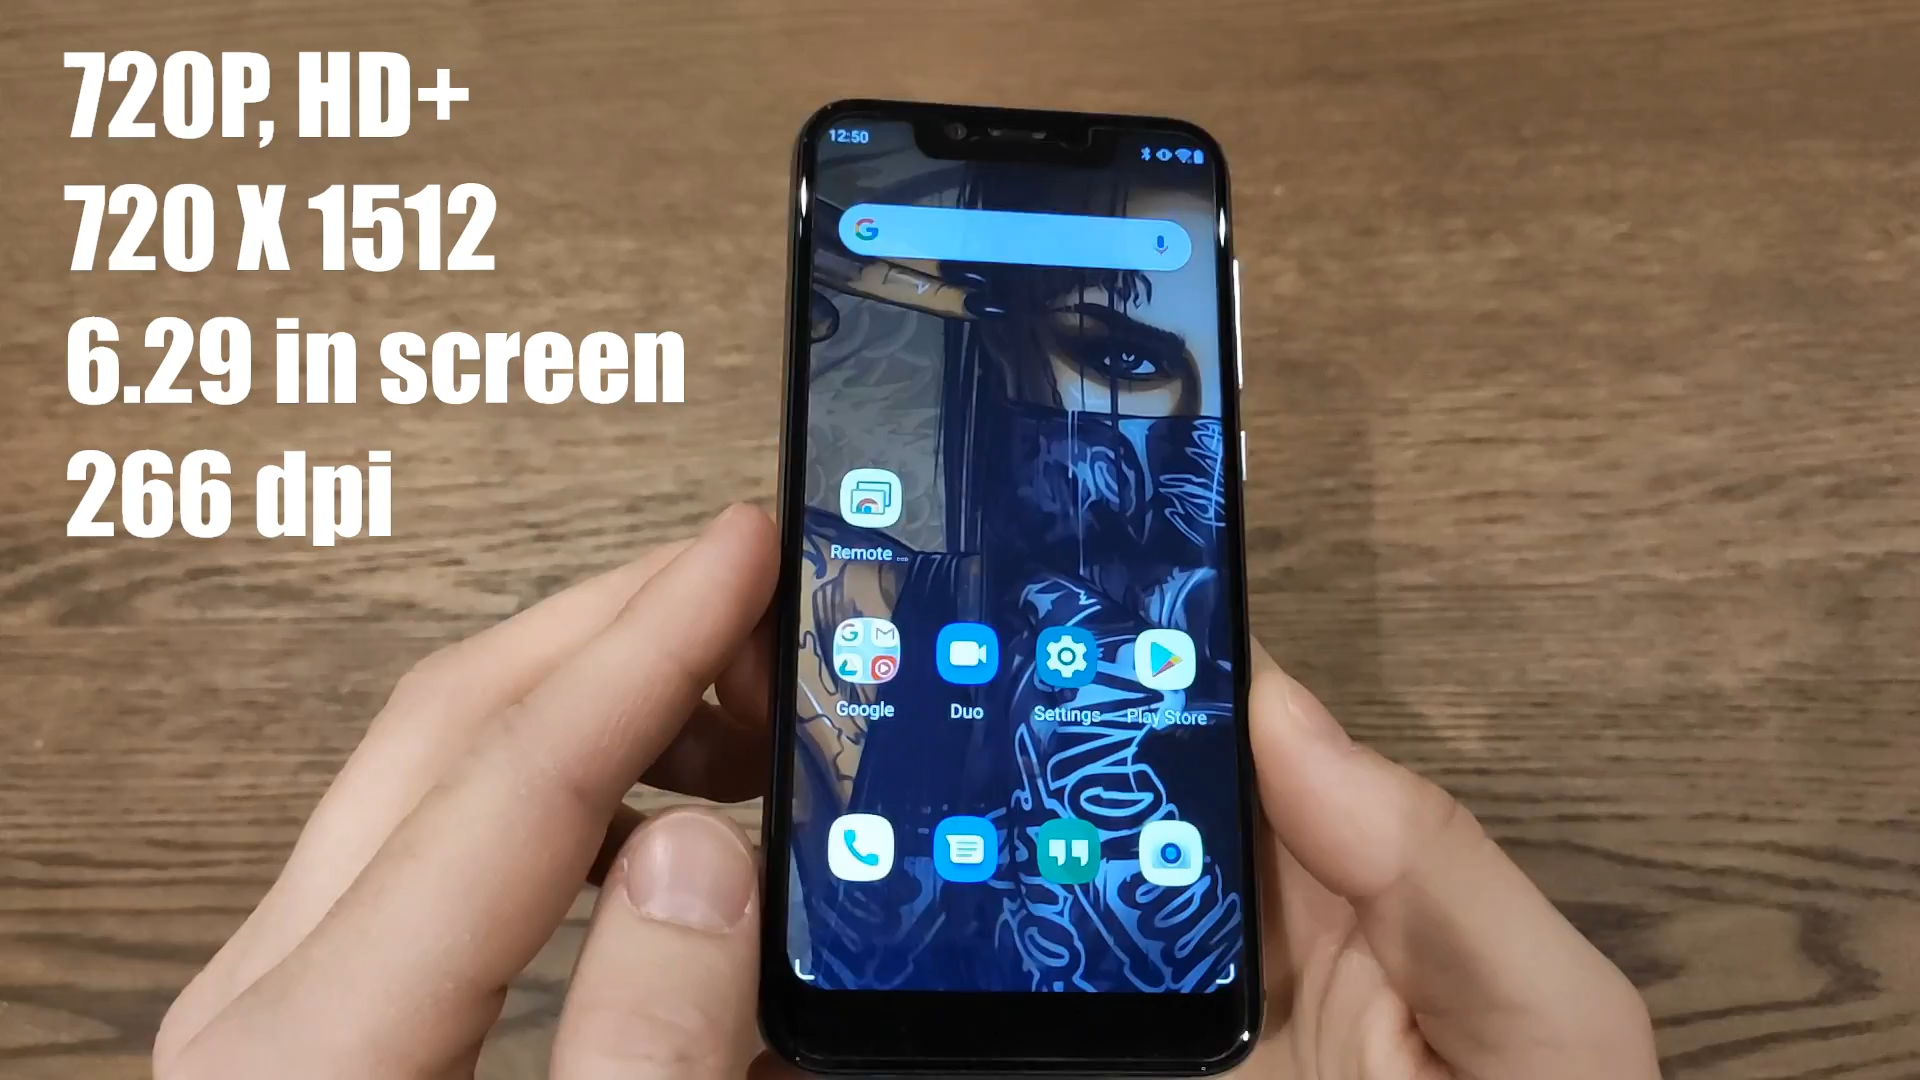 720P, HD+
720 X 1512
6.29 in screen
266 dpi
12:50
Remote ...
Google
Duo
Settings
Play Store